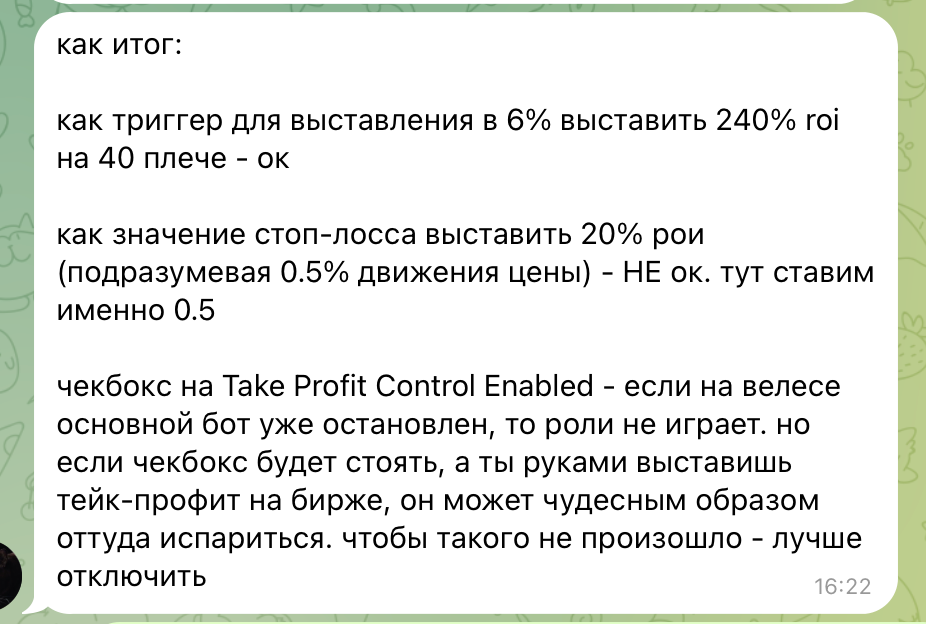 как итог:
как триггер для выставления в 6% выставить 240% roi
на 40 плече - ок
как значение стоп-лосса выставить 20% рои
(подразумевая 0.5% движения цены) - НЕ ок. тут ставим
именно 0.5
чекбокс на Take Profit Control Enabled - если на велесе
основной бот уже остановлен, то роли не играет. но
если чекбокс будет стоять, а ты руками выставишь
тейк-профит на бирже, он может чудесным образом
оттуда испариться. чтобы такого не произошло - лучше
отключить
16:22